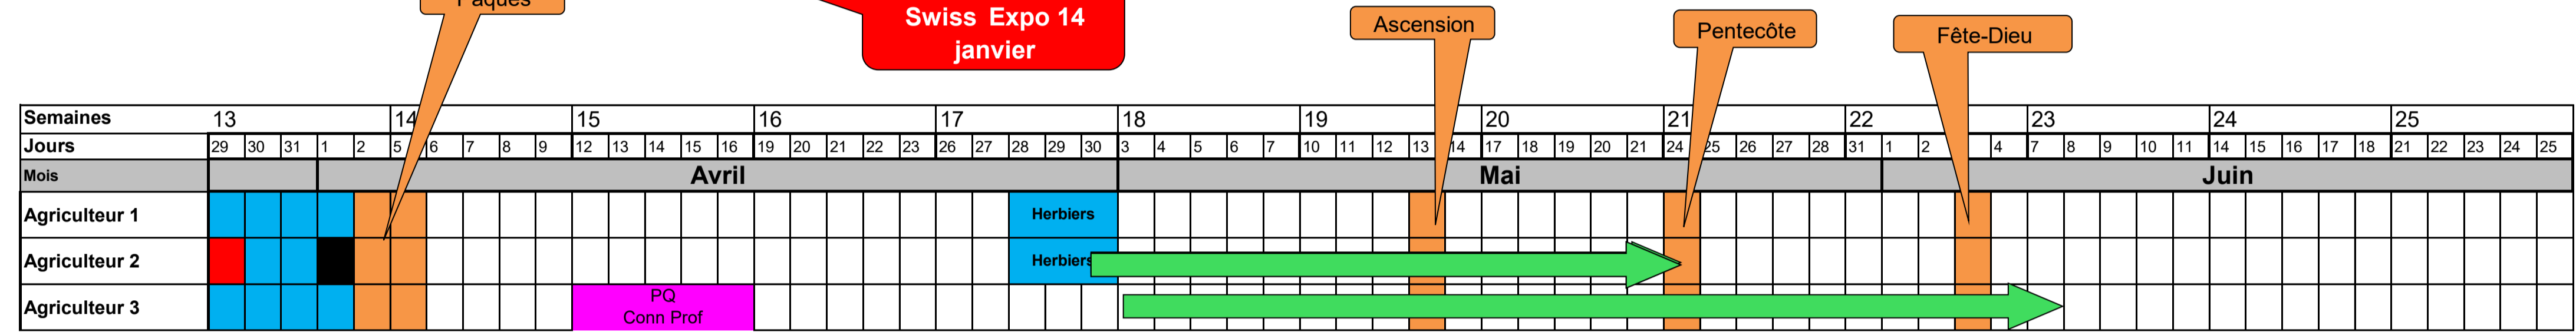 Pâques
Swiss Expo 14
janvier
Ascension
Pentecôte
Fête-Dieu
Semaines 13 14 15 16 17 18 19 20 21 22 23 24 25
Jours 29 30 31 1 2 5 6 7 8 9 12 13 14 15 16 19 20 21 22 23 26 27 28 29 30 3 4 5 6 7 10 11 12 13 14 17 18 19 20 21 24 25 26 27 28 31 1 2 4 7 8 9 10 11 14 15 16 17 18 21 22 23 24 25
Mois Avril Mai Juin
Agriculteur 1 Herbiers
Agriculteur 2 Herbiers
Agriculteur 3 PQ
Conn Prof